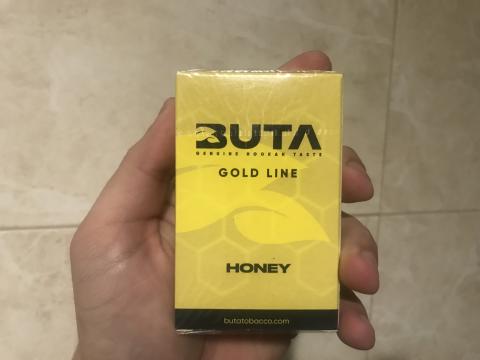 BUTA
GENUINE HOOKAH TASTE
GOLD LINE
HONEY
butatobacco.com